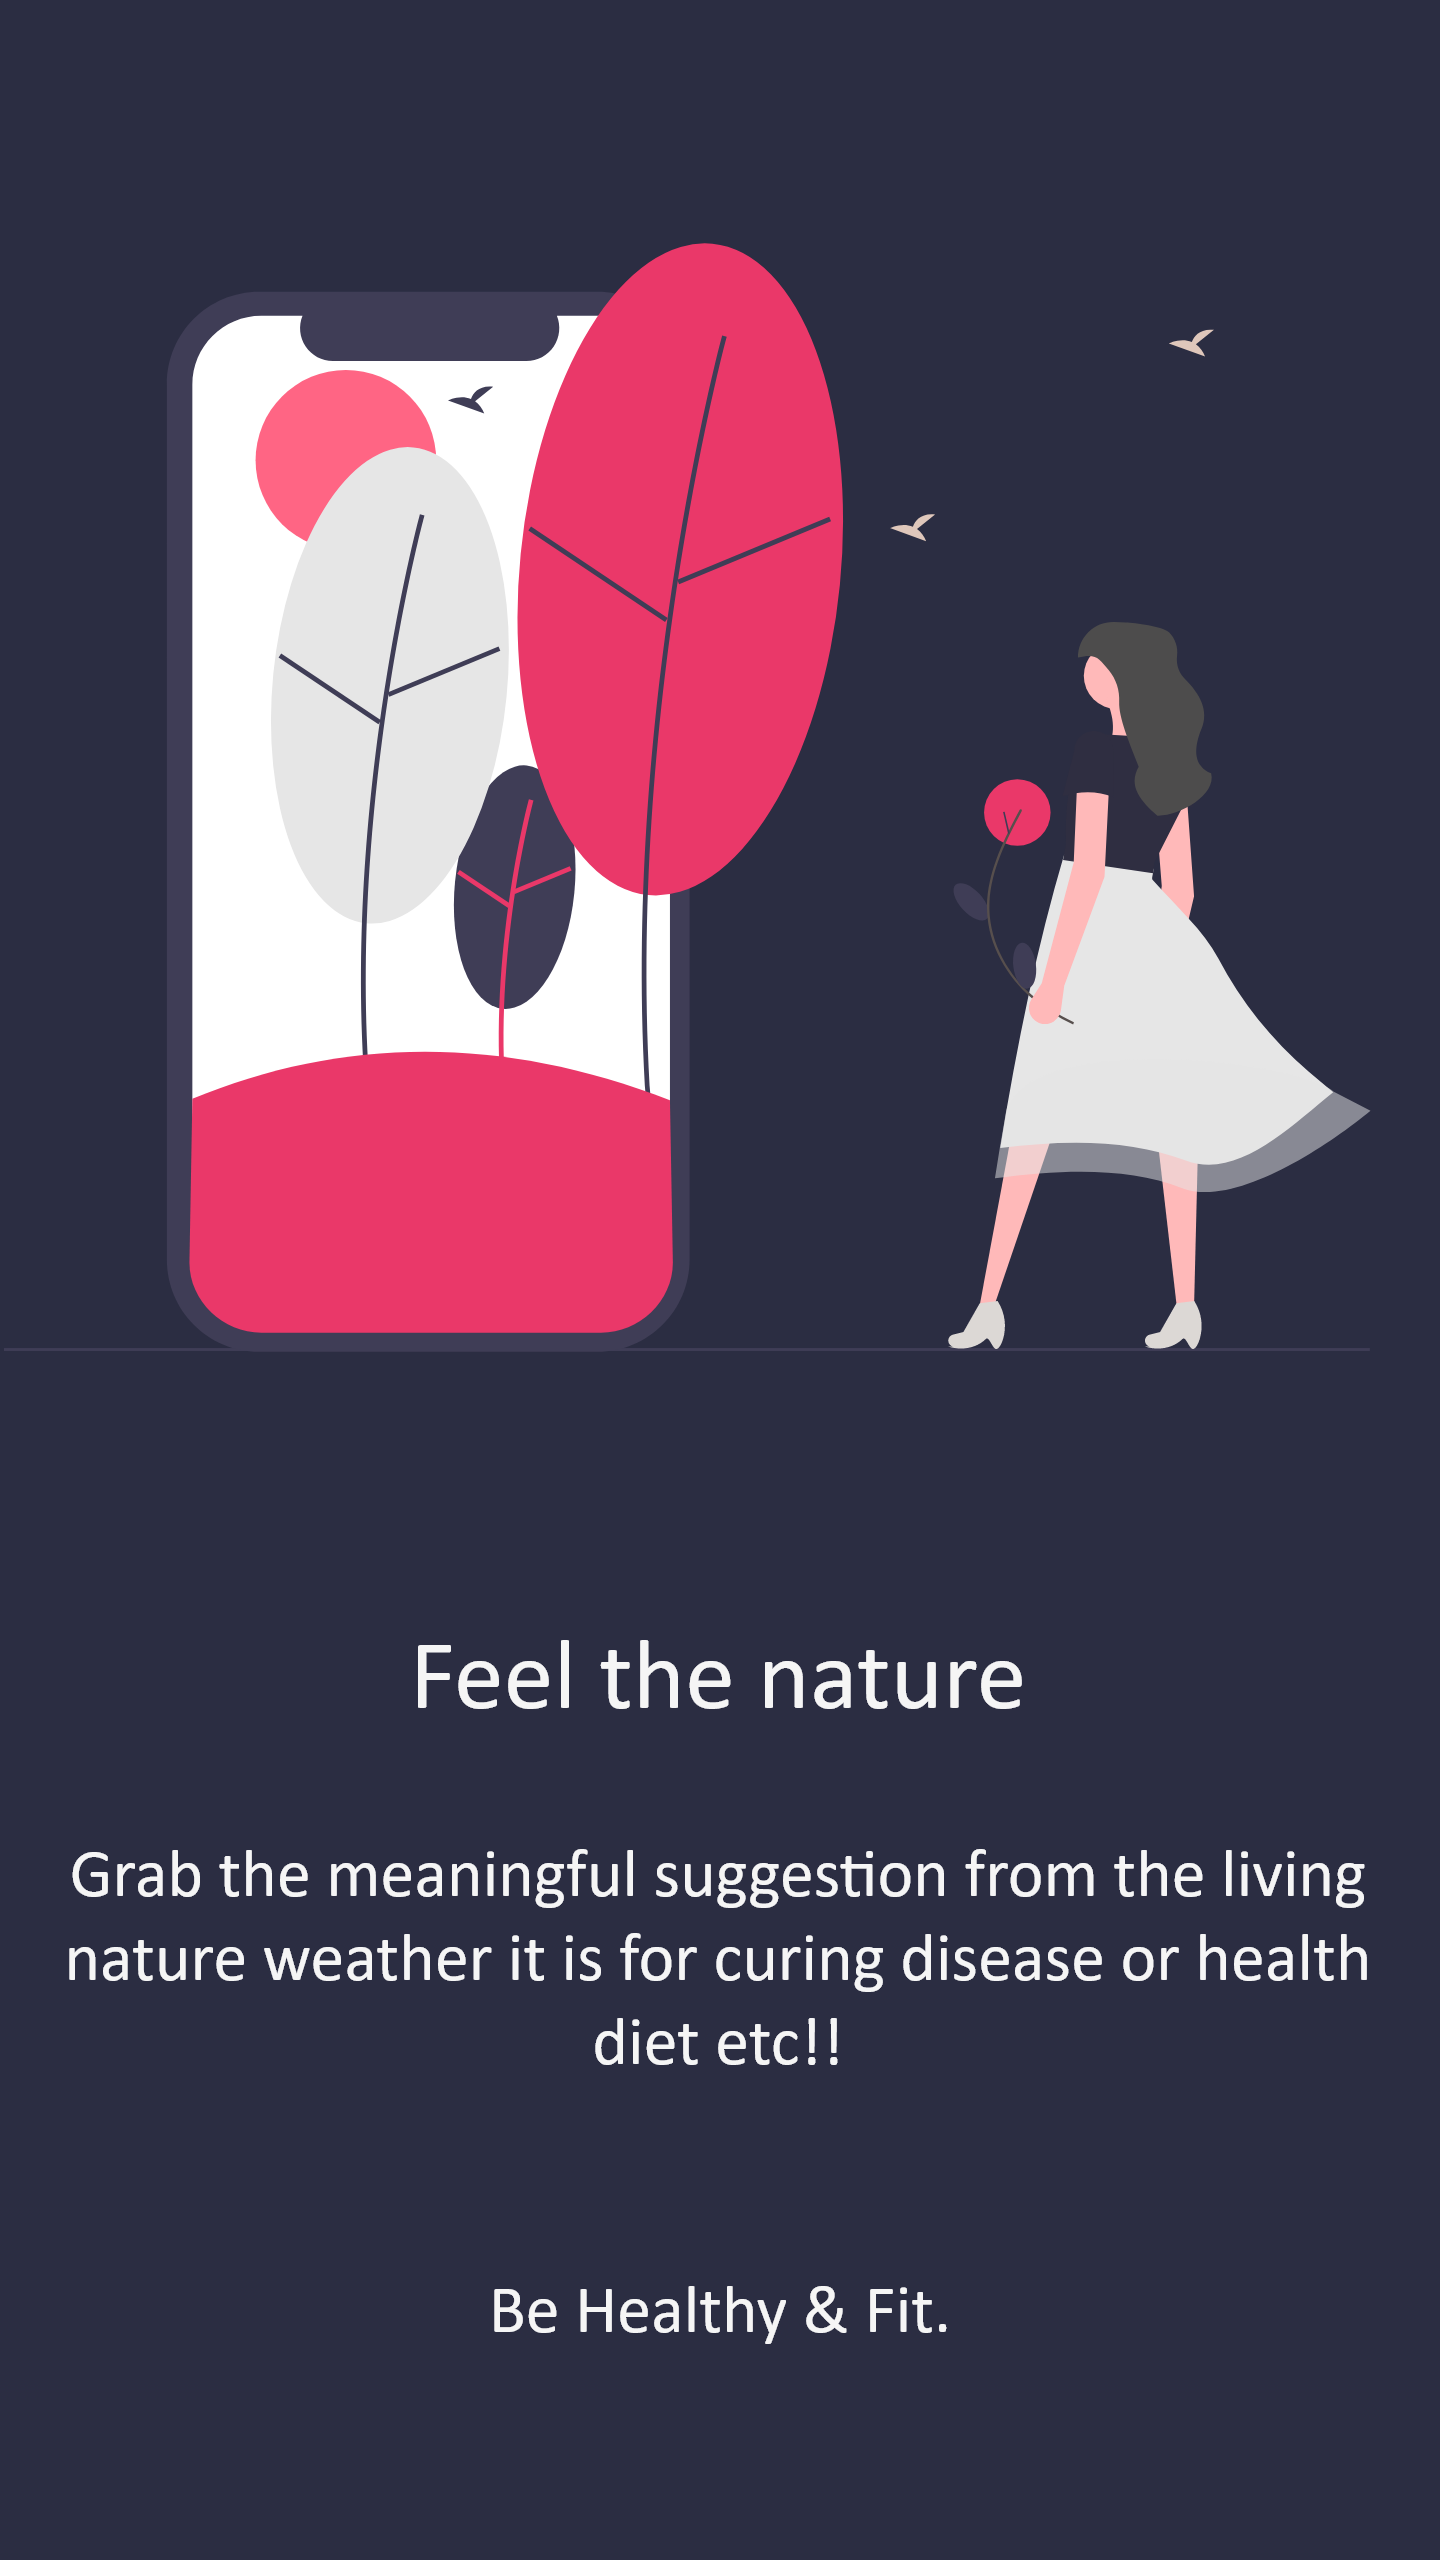 Feel the nature
Grab the meaningful suggestion from the living
nature weather it is for curing disease or health
diet etc!!
Be Healthy & Fit.